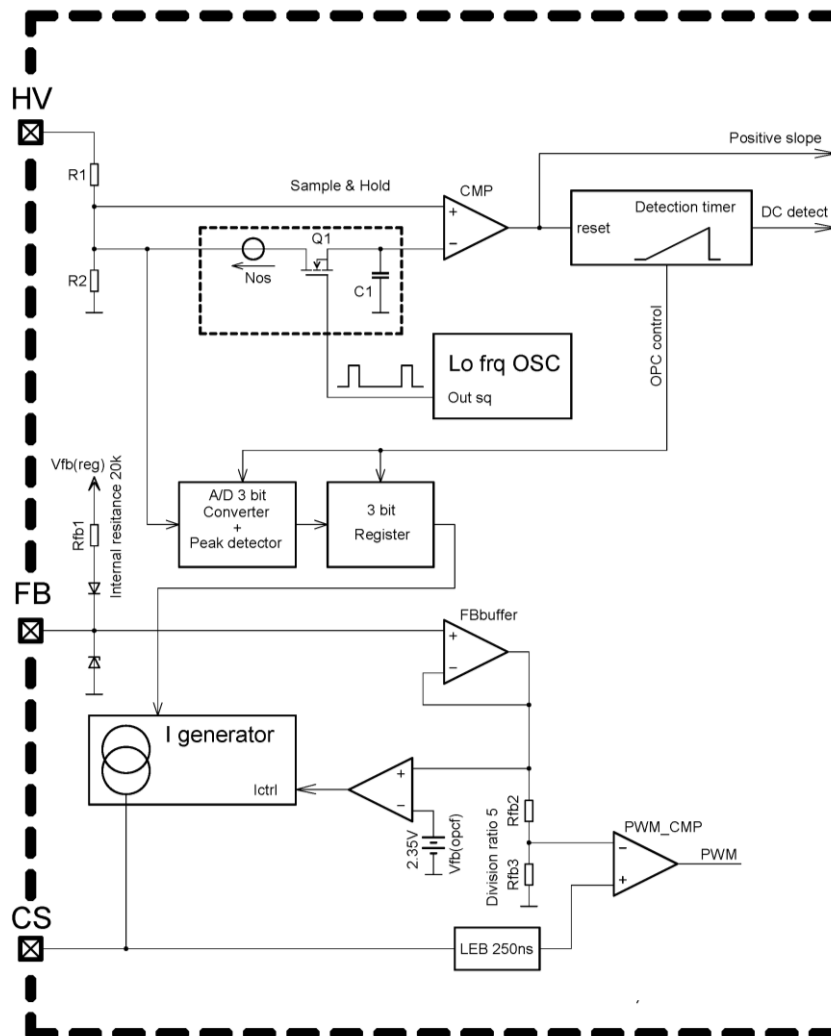 HV
Positive slope
R1
Sample & Hold
CMP
+
−
Detection timer
DC detect
reset
Q1
R2
Nos
C1
OPC control
Lo frq OSC
Out sq
Vfb(reg)
Rfb1
Internal resitance 20k
A/D 3 bit
Converter
+
Peak detector
3 bit
Register
FB
FBbuffer
+
−
I generator
Ictrl
+
−
2.35V
Vfb(opcf)
Division ratio 5
Rfb2
Rfb3
PWM_CMP
−
+
PWM
CS
LEB 250ns